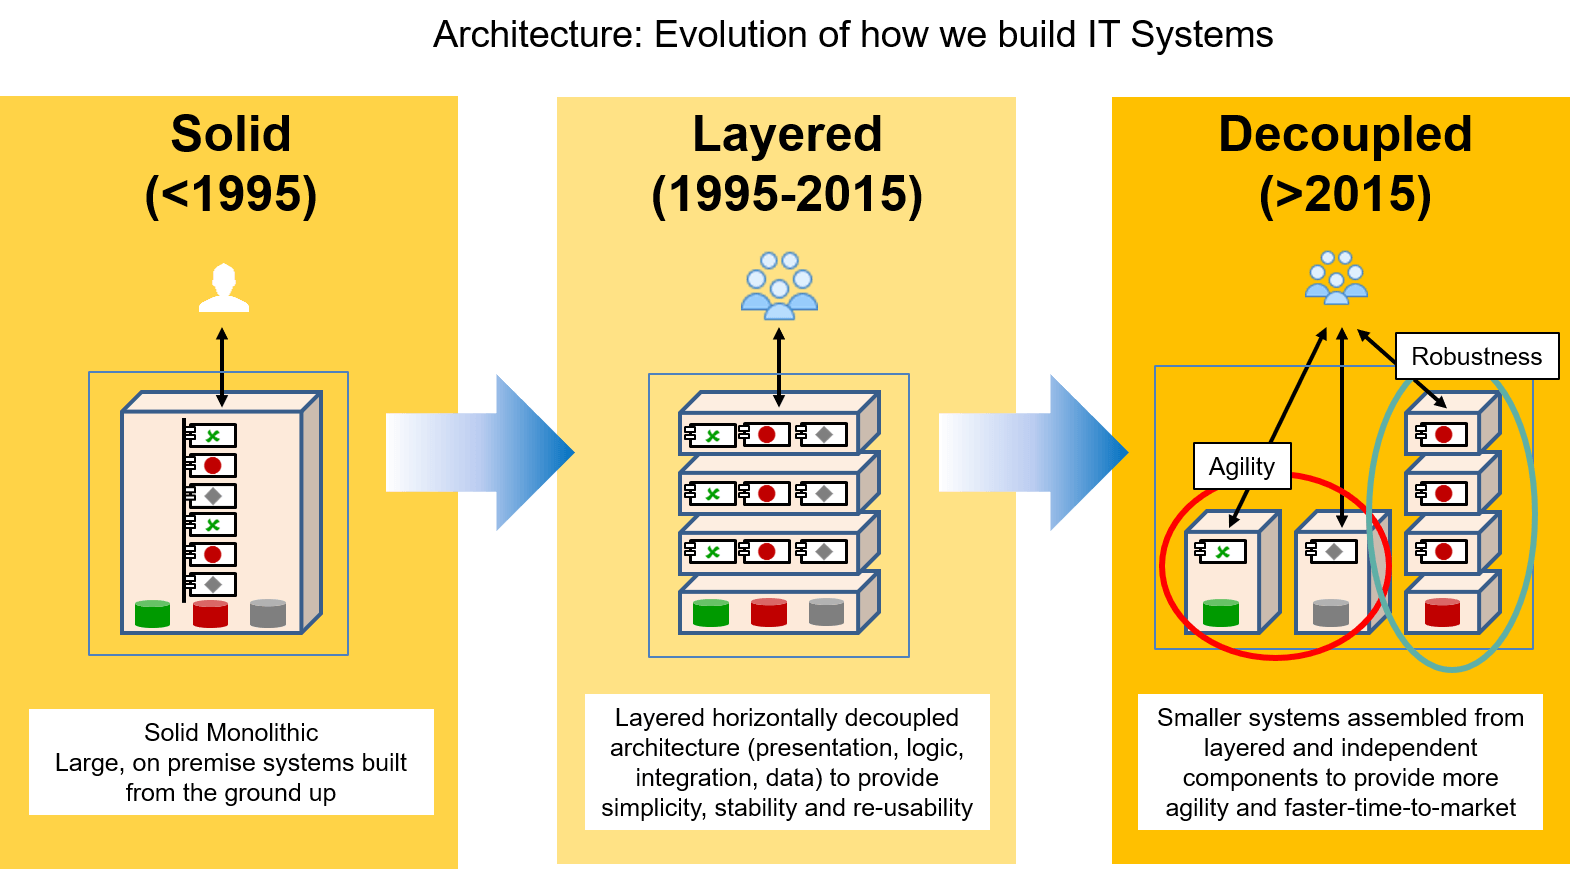 Architecture: Evolution of how we build IT Systems
Solid
(<1995)
Solid Monolithic
Large, on premise systems built
from the ground up
Layered
(1995-2015)
Layered horizontally decoupled
architecture (presentation, logic,
integration, data) to provide
simplicity, stability and re-usability
Decoupled
(>2015)
Robustness
Agility
Smaller systems assembled from
layered and independent
components to provide more
agility and faster-time-to-market